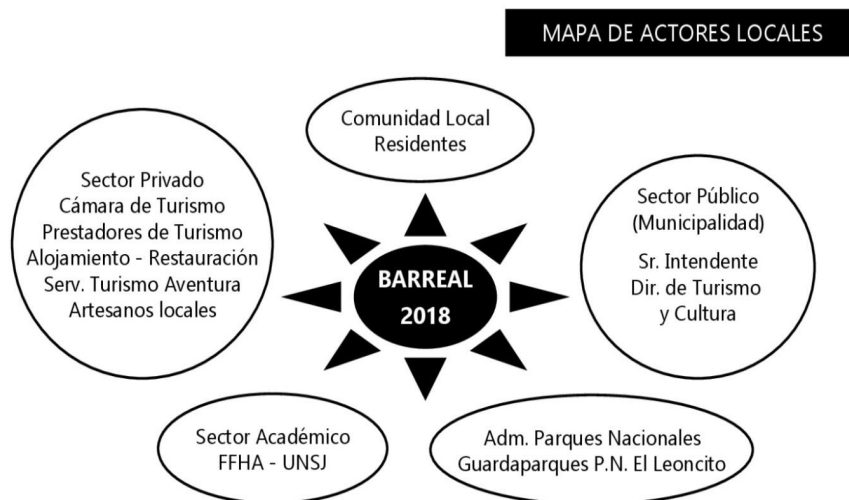 MAPA DE ACTORES LOCALES
Comunidad Local
Residentes
Sector Privado
Cámara de Turismo
Prestadores de Turismo
Alojamiento - Restauración
Serv. Turismo Aventura
Artesanos locales
Sector Público
(Municipalidad)
Sr. Intendente
Dir. de Turismo
y Cultura
BARREAL
2018
Sector Académico
FFHA - UNSJ
Adm. Parques Nacionales
Guardaparques P.N. El Leoncito